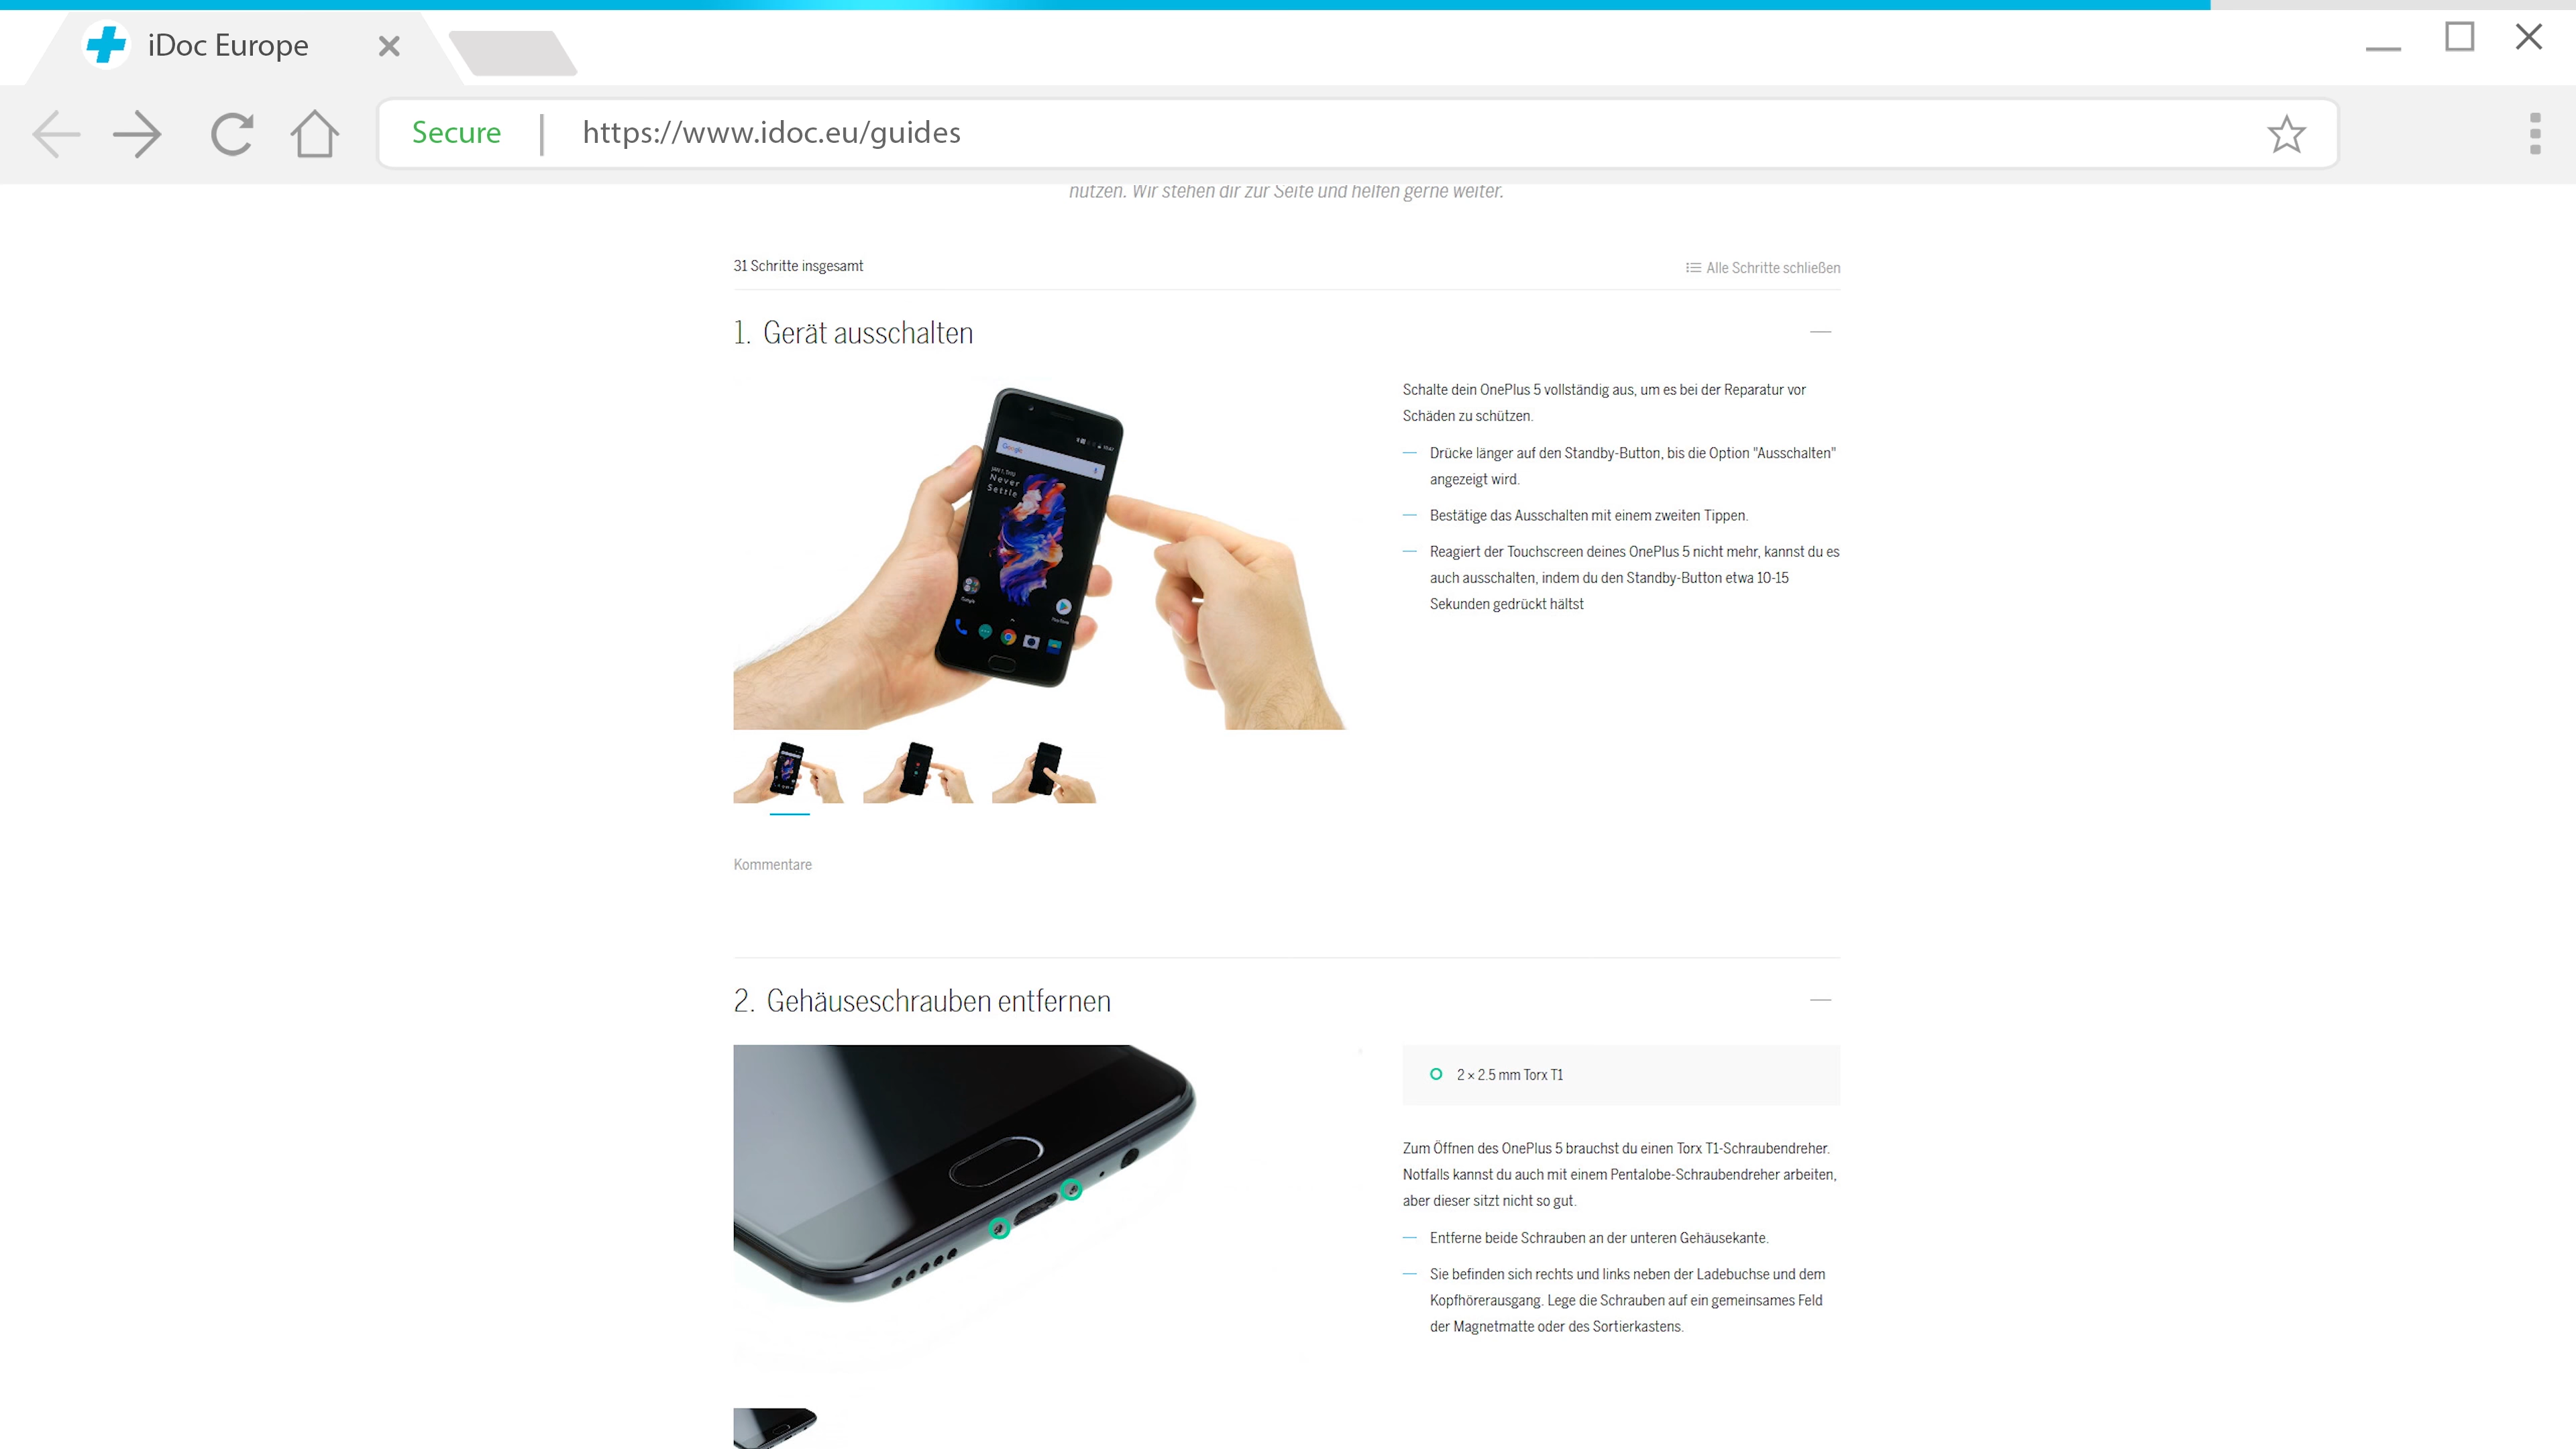 iDoc Europe
Secure | https://www.idoc.eu/guides
nutzen. Wir stehen dir zur Seite und helfen gerne weiter.
31 Schritte insgesamt
Alle Schritte schließen
1. Gerät ausschalten
Google
Never
Settle
Google
Schalte dein OnePlus 5 vollständig aus, um es bei der Reparatur vor
Schäden zu schützen.
Drücke länger auf den Standby-Button, bis die Option "Ausschalten"
angezeigt wird.
Bestätige das Ausschalten mit einem zweiten Tippen.
Reagiert der Touchscreen deines OnePlus 5 nicht mehr, kannst du es
auch ausschalten, indem du den Standby-Button etwa 10-15
Sekunden gedrückt hältst
Kommentare
2. Gehäuseschrauben entfernen
2 × 2.5 mm Torx T1
Zum Öffnen des OnePlus 5 brauchst du einen Torx T1-Schraubendreher.
Notfalls kannst du auch mit einem Pentalobe-Schraubendreher arbeiten,
aber dieser sitzt nicht so gut.
Entferne beide Schrauben an der unteren Gehäusekante.
Sie befinden sich rechts und links neben der Ladebuchse und dem
Kopfhörerausgang. Lege die Schrauben auf ein gemeinsames Feld
der Magnetmatte oder des Sortierkastens.